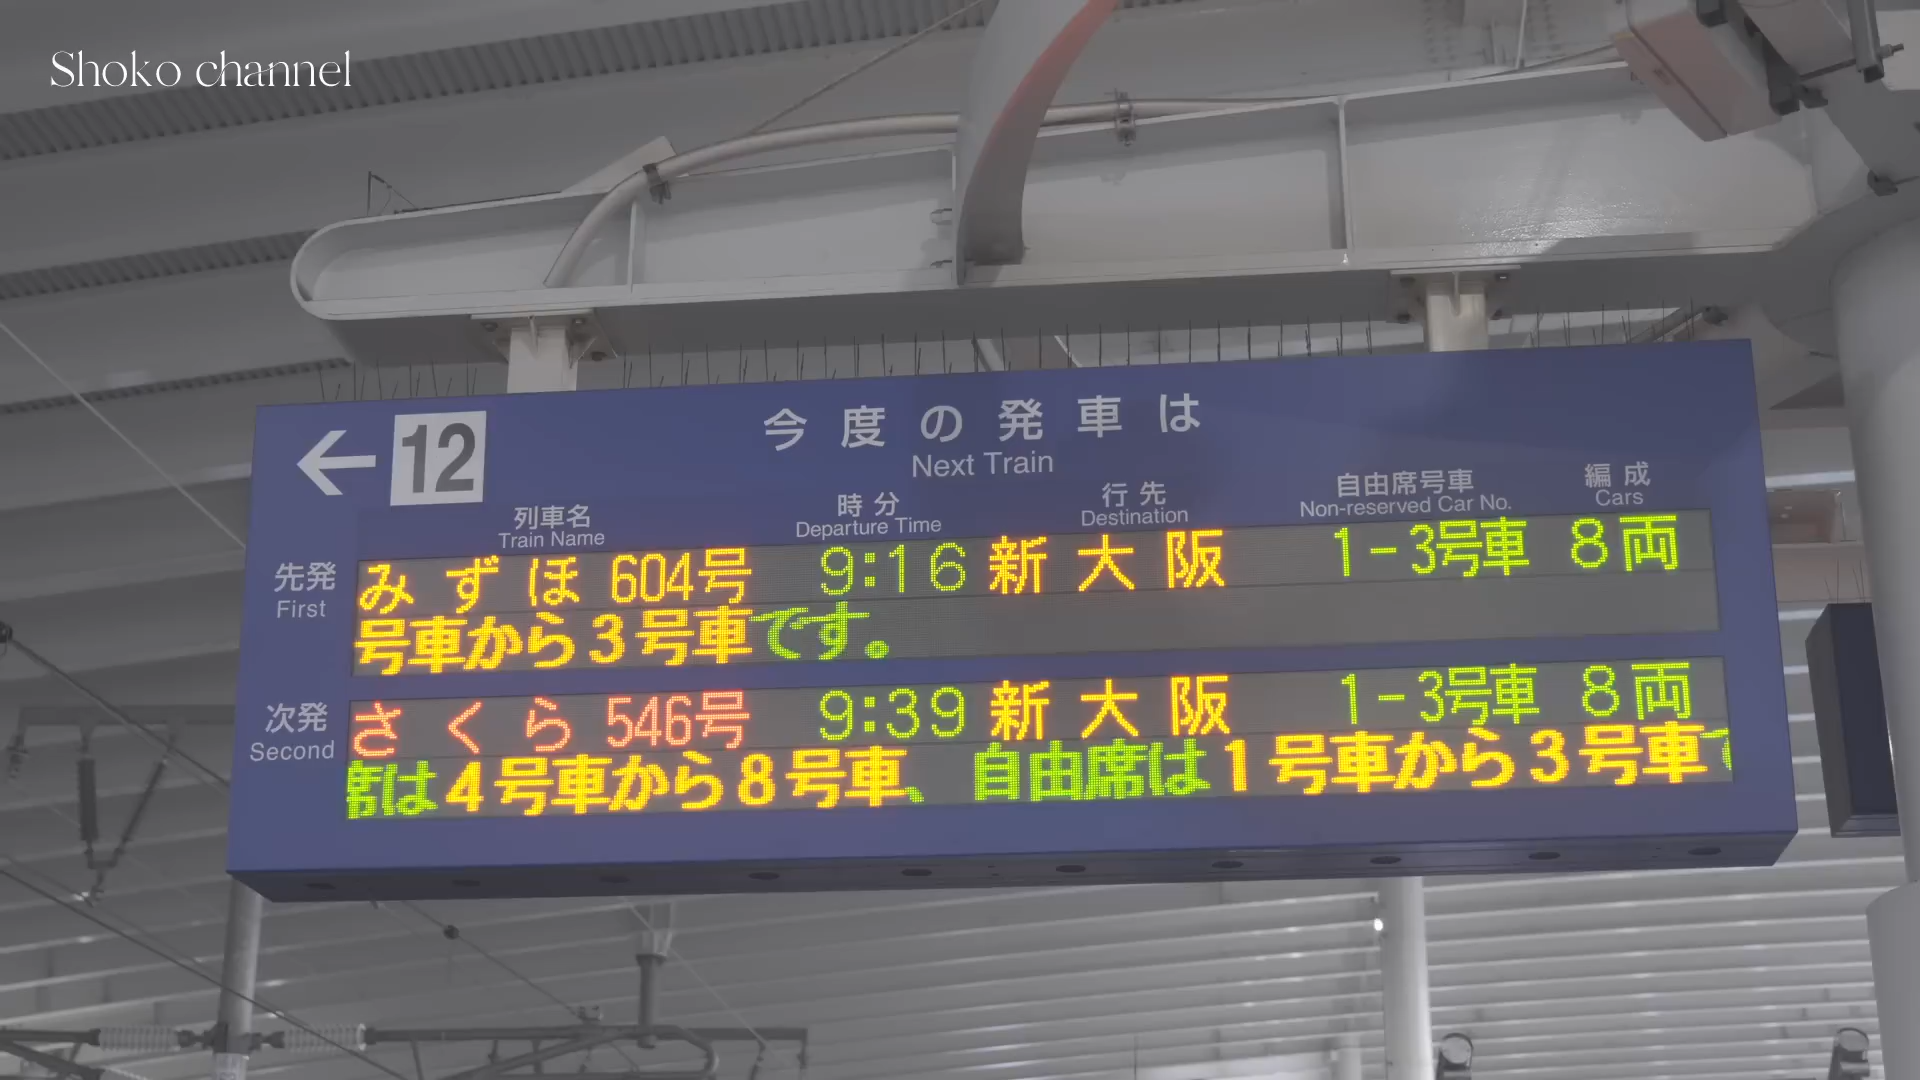 Shoko channel
12
今度の発車は
Next Train
列車名 時分 行先 自由席号車 編成
Train Name Departure Time Destination Non-reserved Car No. Cars
先発 みずほ 604号 9:16 新大阪 1-3号車 8両
First 号車から3号車です。
次発 さくら 546号 9:39 新大阪 1-3号車 8両
Second 席は4号車から8号車、自由席は1号車から3号車で